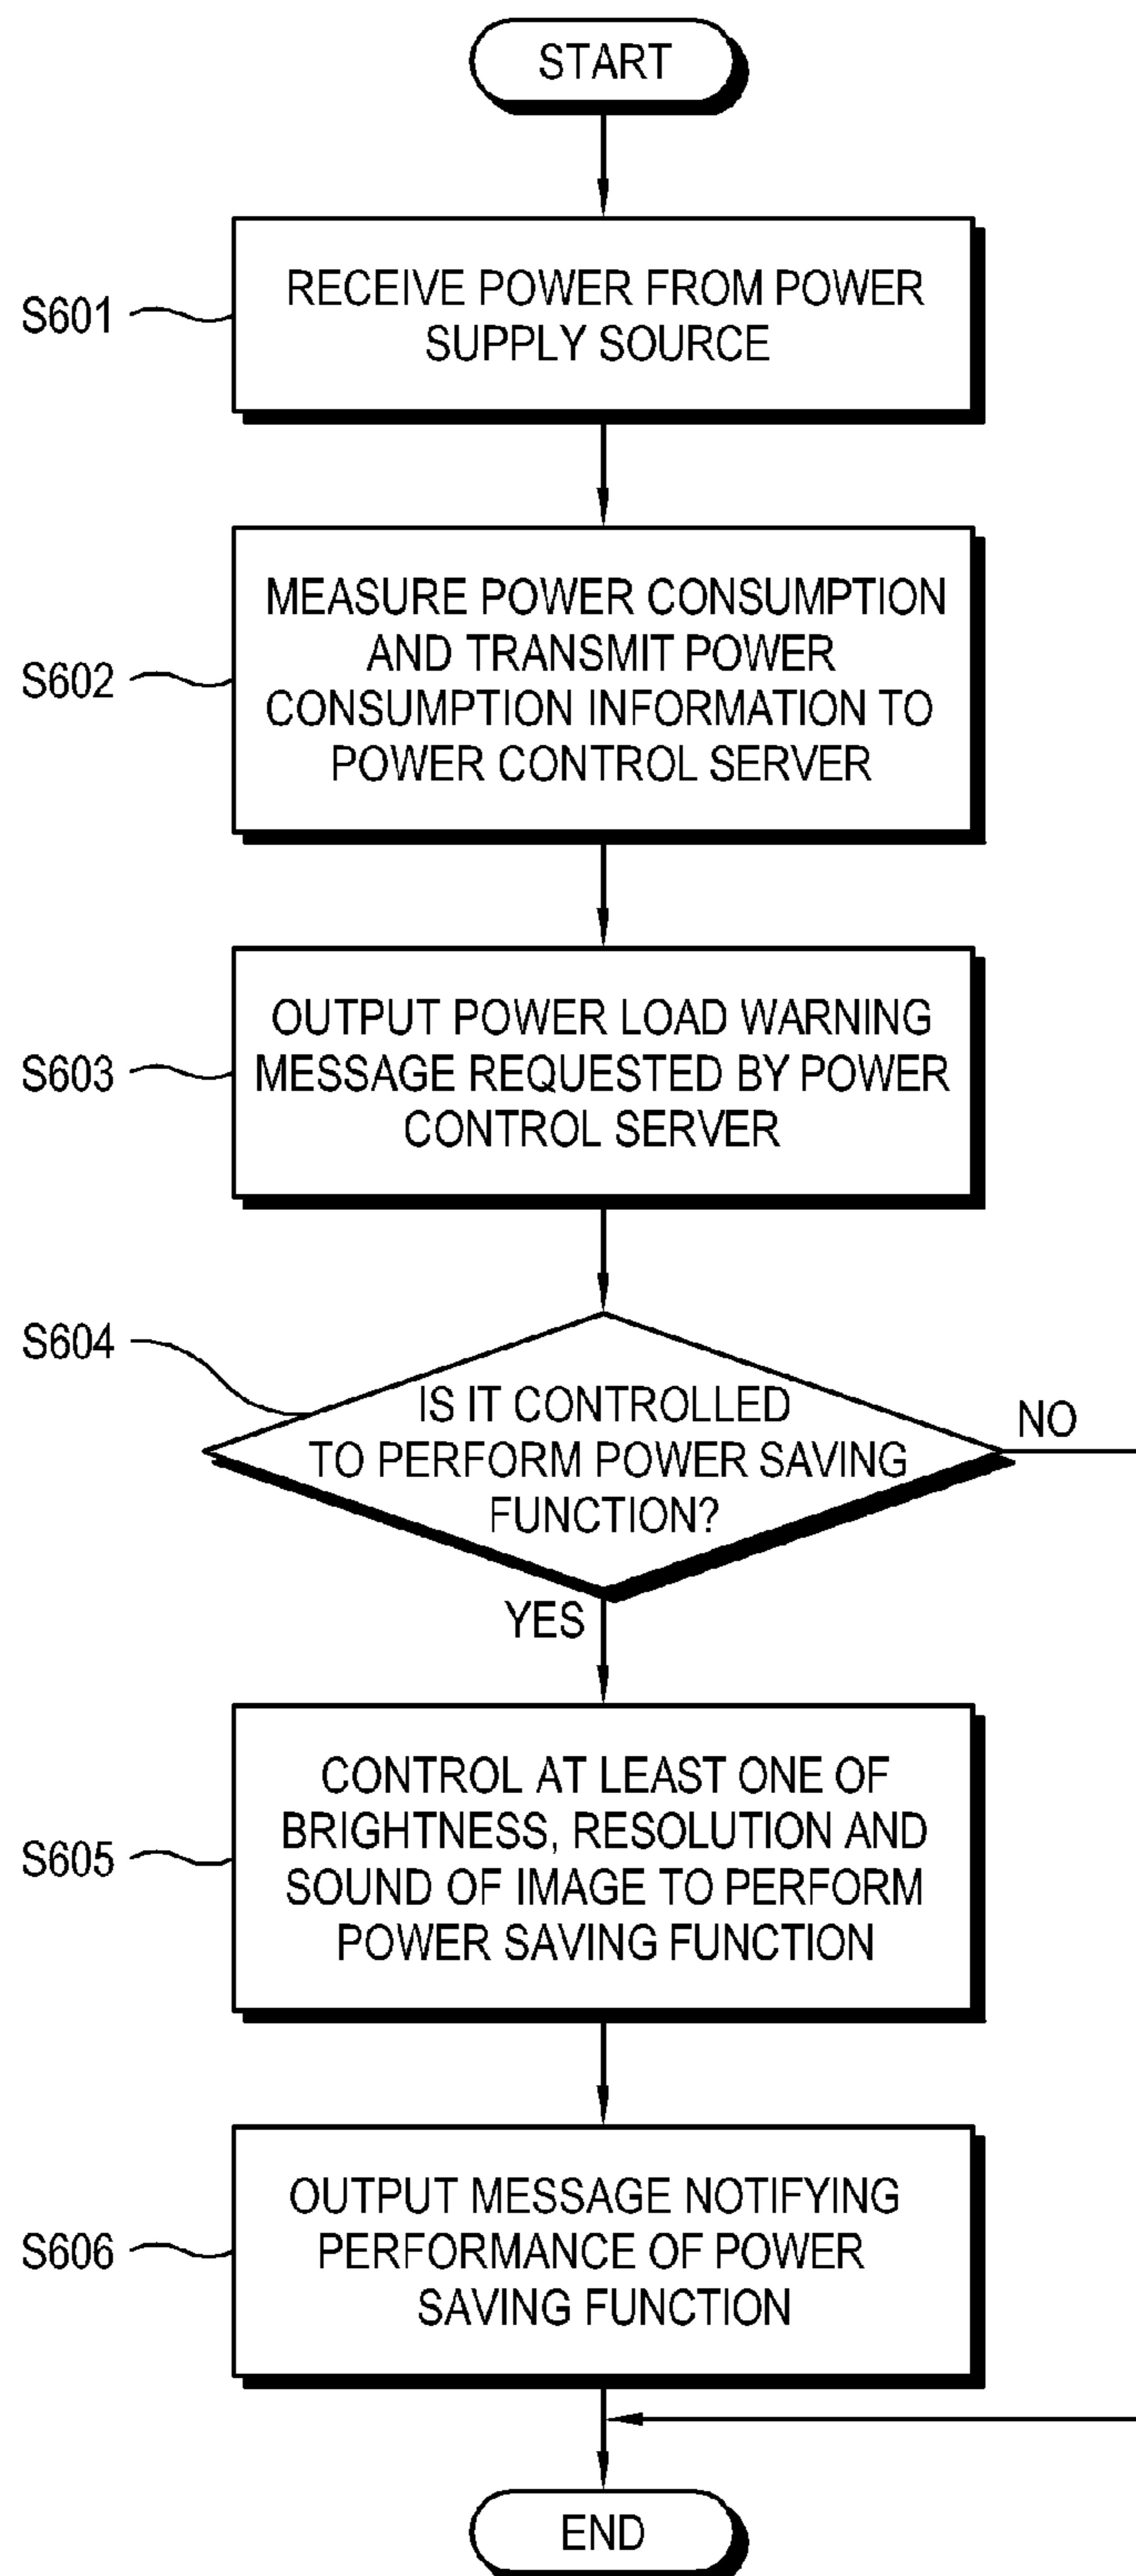 START
S601
RECEIVE POWER FROM POWER
SUPPLY SOURCE
S602
MEASURE POWER CONSUMPTION
AND TRANSMIT POWER
CONSUMPTION INFORMATION TO
POWER CONTROL SERVER
S603
OUTPUT POWER LOAD WARNING
MESSAGE REQUESTED BY POWER
CONTROL SERVER
S604
IS IT CONTROLLED
TO PERFORM POWER SAVING
FUNCTION?
NO
YES
S605
CONTROL AT LEAST ONE OF
BRIGHTNESS, RESOLUTION AND
SOUND OF IMAGE TO PERFORM
POWER SAVING FUNCTION
S606
OUTPUT MESSAGE NOTIFYING
PERFORMANCE OF POWER
SAVING FUNCTION
END